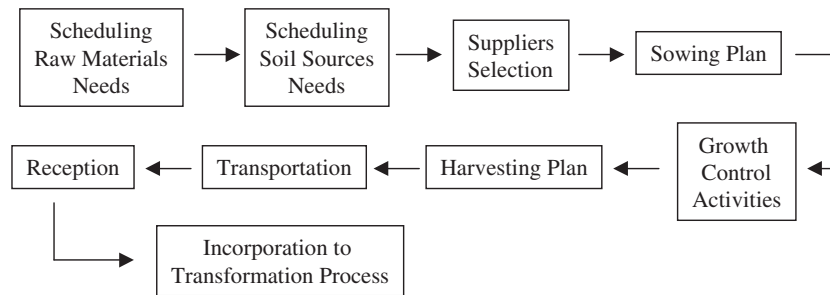 Scheduling
Raw Materials
Needs
Scheduling
Soil Sources
Needs
Suppliers
Selection
Sowing Plan
Growth
Control
Activities
Harvesting Plan
Transportation
Reception
Incorporation to
Transformation Process